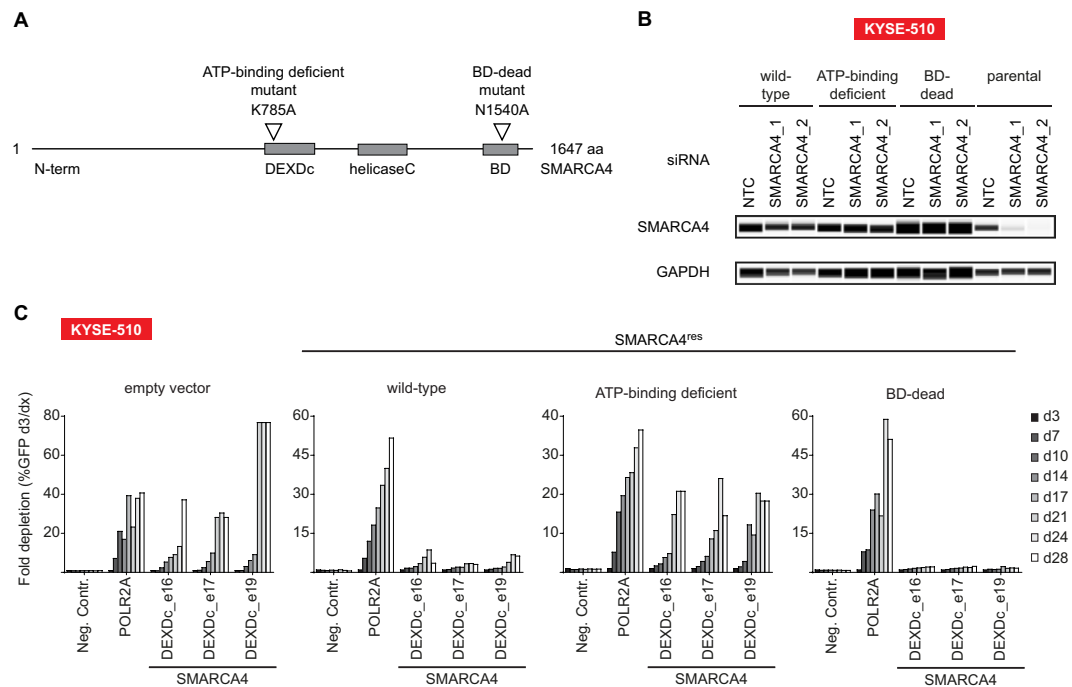 A
ATP-binding deficient
mutant
K785A
BD-dead
mutant
N1540A
1
1647 aa
N-term
DEXDc
helicaseC
BD
SMARCA4
B
KYSE-510
wild-
type
ATP-binding
deficient
BD-
dead
parental
siRNA
NTC
SMARCA4_1
SMARCA4_2
NTC
SMARCA4_1
SMARCA4_2
NTC
SMARCA4_1
SMARCA4_2
NTC
SMARCA4_1
SMARCA4_2
SMARCA4
GAPDH
C
KYSE-510
SMARCA4res
empty vector
wild-type
ATP-binding deficient
BD-dead
Fold depletion (%GFP d3/dx)
80
60
40
20
60
45
30
15
40
30
20
10
60
45
30
15
d3
d7
d10
d14
d17
d21
d24
d28
Neg. Contr.
POLR2A
DEXDc_e16
DEXDc_e17
DEXDc_e19
SMARCA4
Neg. Contr.
POLR2A
DEXDc_e16
DEXDc_e17
DEXDc_e19
SMARCA4
Neg. Contr.
POLR2A
DEXDc_e16
DEXDc_e17
DEXDc_e19
SMARCA4
Neg. Contr.
POLR2A
DEXDc_e16
DEXDc_e17
DEXDc_e19
SMARCA4